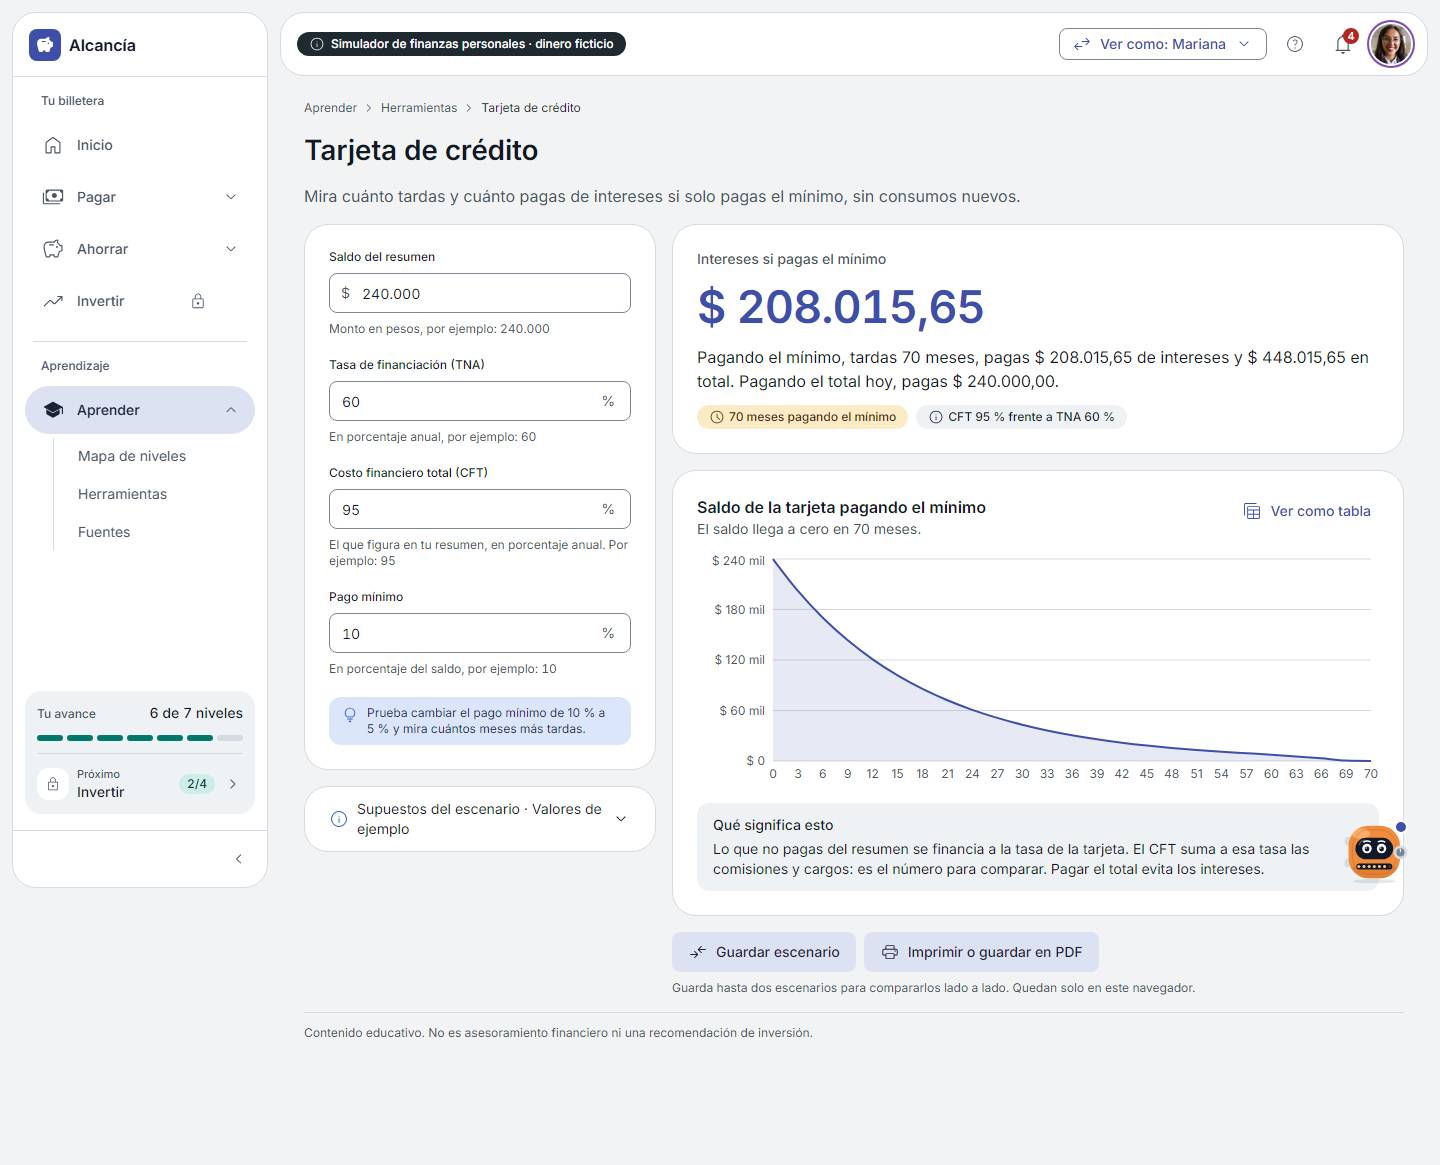 Alcancía
Simulador de finanzas personales · dinero ficticio
Ver como: Mariana
4
Tu billetera
Inicio
Pagar
Ahorrar
Invertir
Aprendizaje
Aprender
Mapa de niveles
Herramientas
Fuentes
Tu avance
6 de 7 niveles
Próximo
Invertir
2/4
Aprender
Herramientas
Tarjeta de crédito
Tarjeta de crédito
Mira cuánto tardas y cuánto pagas de intereses si solo pagas el mínimo, sin consumos nuevos.
Saldo del resumen
$ 240.000
Monto en pesos, por ejemplo: 240.000
Tasa de financiación (TNA)
60 %
En porcentaje anual, por ejemplo: 60
Costo financiero total (CFT)
95 %
El que figura en tu resumen, en porcentaje anual. Por
ejemplo: 95
Pago mínimo
10 %
En porcentaje del saldo, por ejemplo: 10
Prueba cambiar el pago mínimo de 10 % a
5 % y mira cuántos meses más tardas.
Supuestos del escenario · Valores de
ejemplo
Intereses si pagas el mínimo
$ 208.015,65
Pagando el mínimo, tardas 70 meses, pagas $ 208.015,65 de intereses y $ 448.015,65 en
total. Pagando el total hoy, pagas $ 240.000,00.
70 meses pagando el mínimo
CFT 95 % frente a TNA 60 %
Saldo de la tarjeta pagando el mínimo
El saldo llega a cero en 70 meses.
Ver como tabla
$ 240 mil
$ 180 mil
$ 120 mil
$ 60 mil
$ 0
0 3 6 9 12 15 18 21 24 27 30 33 36 39 42 45 48 51 54 57 60 63 66 69 70
Qué significa esto
Lo que no pagas del resumen se financia a la tasa de la tarjeta. El CFT suma a esa tasa las
comisiones y cargos: es el número para comparar. Pagar el total evita los intereses.
Guardar escenario
Imprimir o guardar en PDF
Guarda hasta dos escenarios para compararlos lado a lado. Quedan solo en este navegador.
Contenido educativo. No es asesoramiento financiero ni una recomendación de inversión.